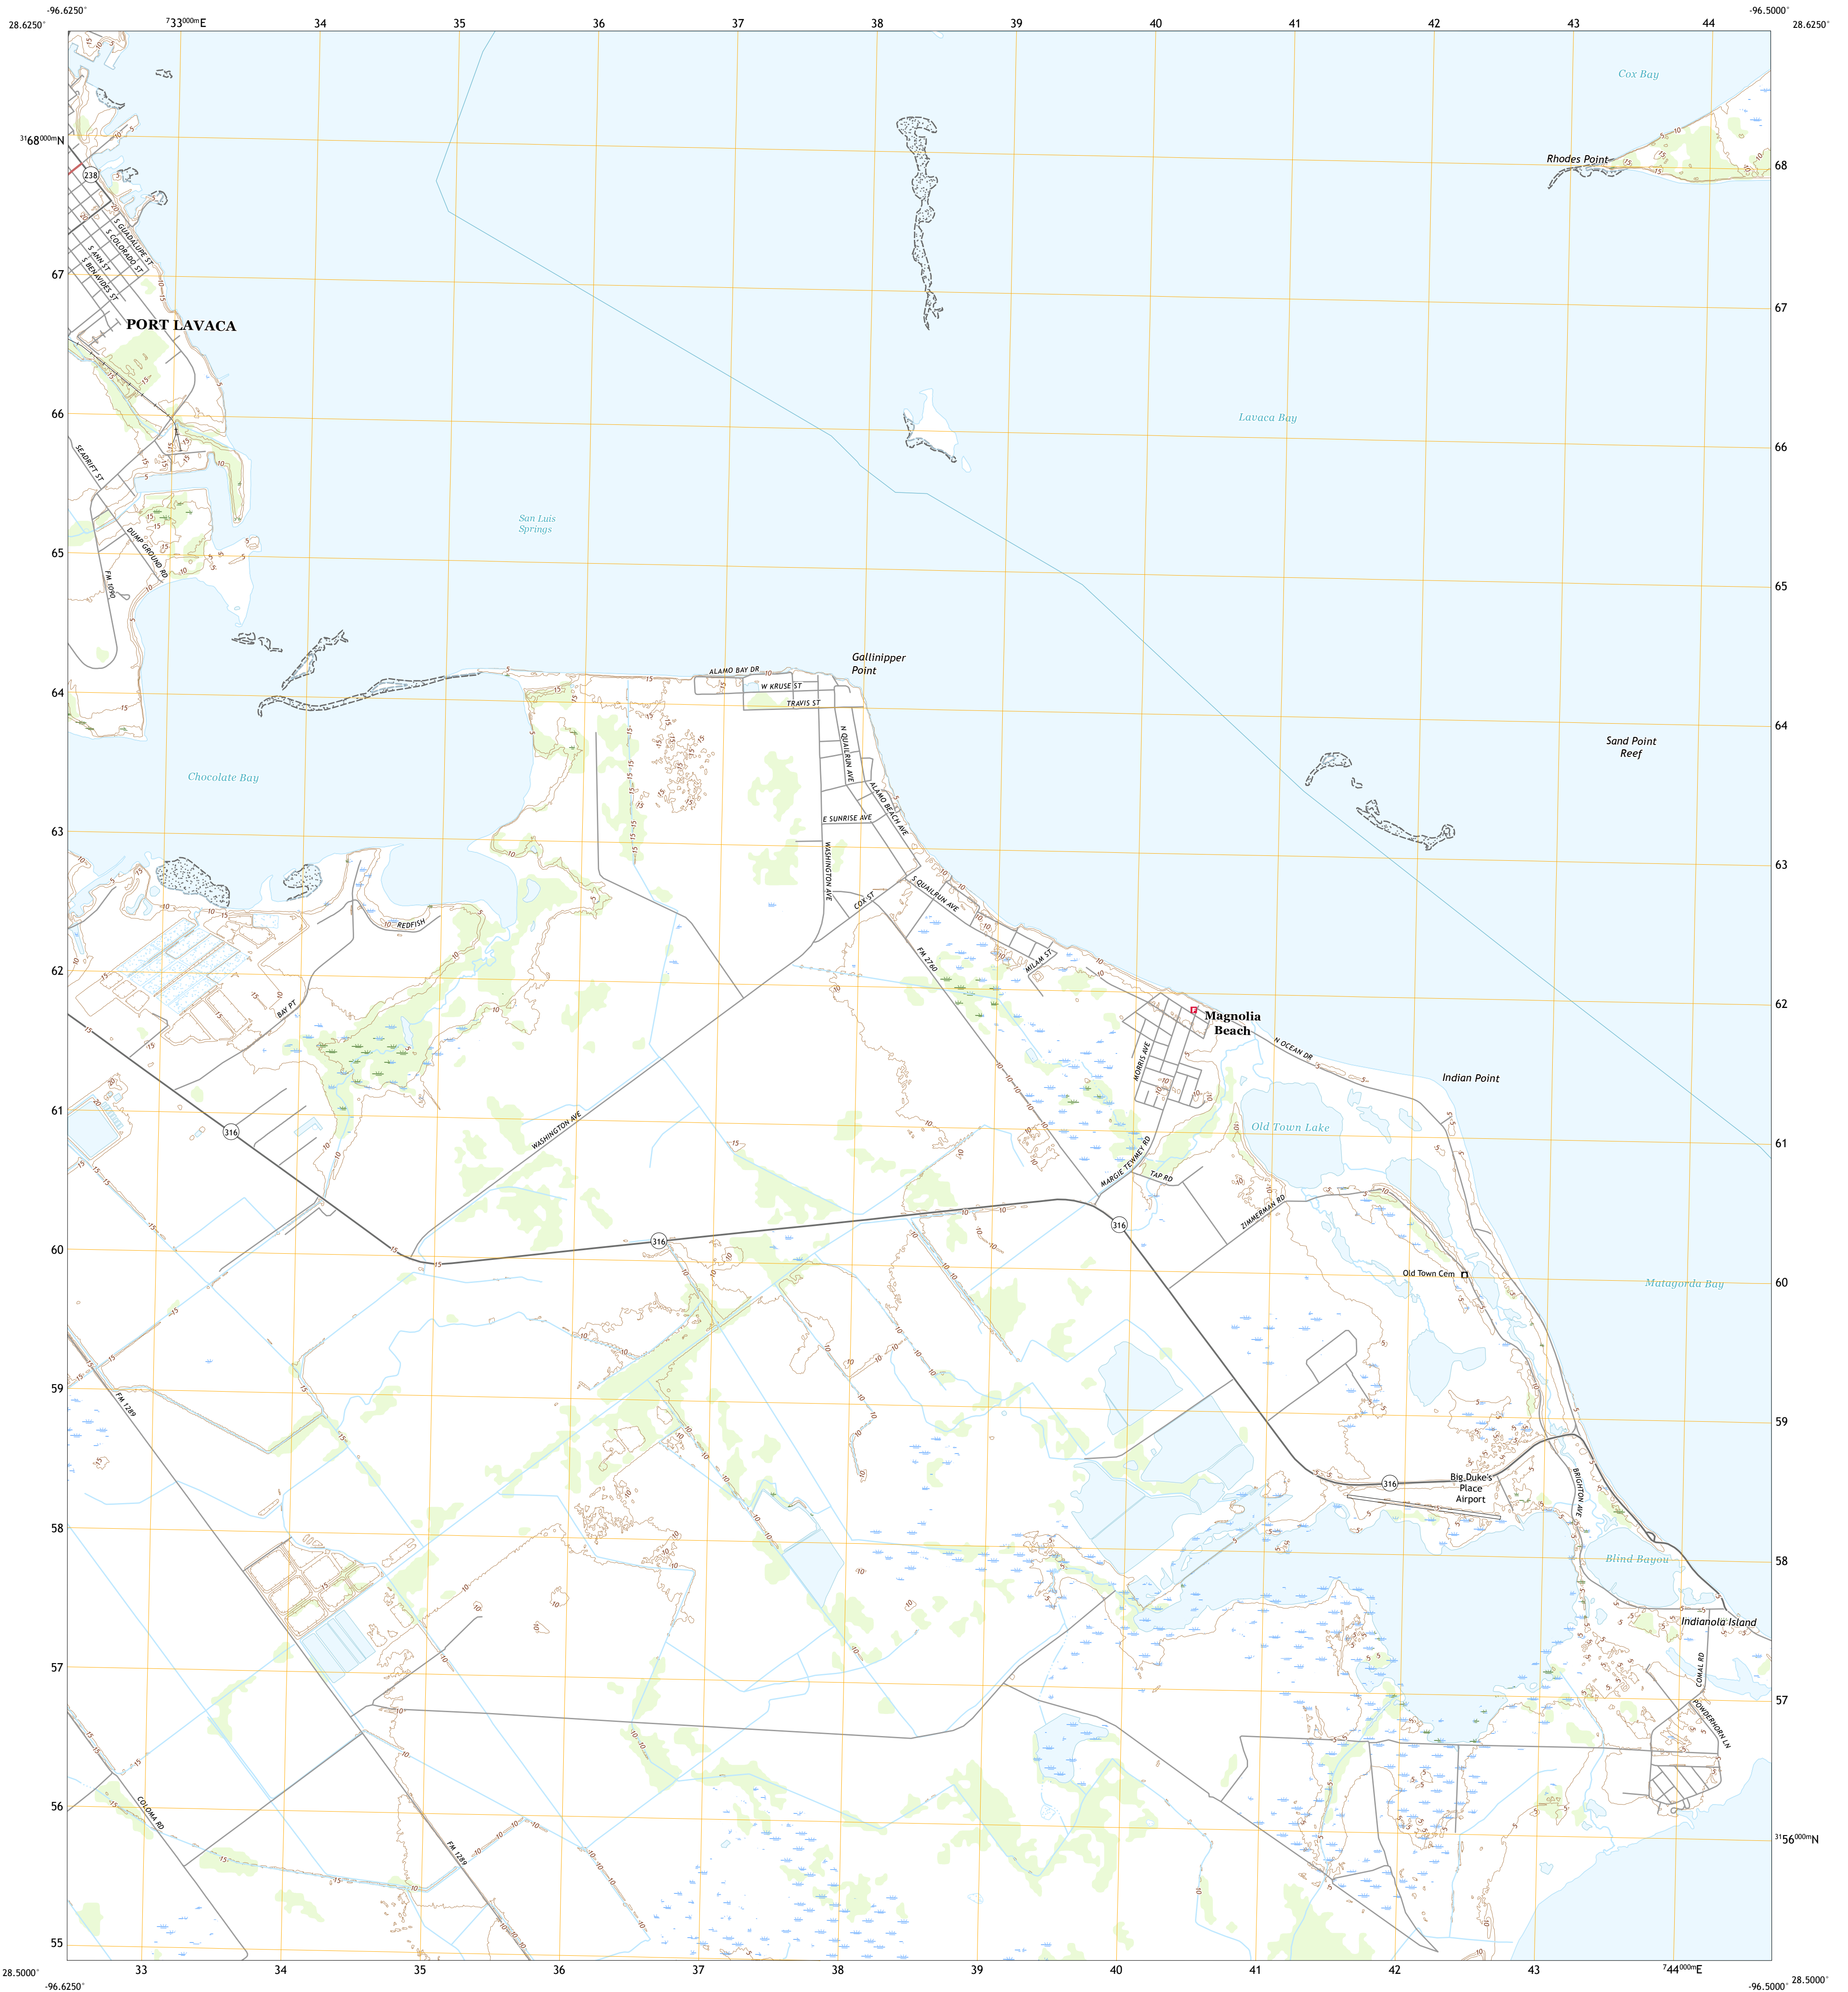 -96.6250°
-96.5000°
28.6250°
⁷33⁰⁰⁰ᵐE
34
35
36
37
38
39
40
41
42
43
44
28.6250°
Cox Bay
³¹68⁰⁰⁰ᵐN
68
Rhodes Point
238
S GUADALUPE ST
S COLORADO ST
S ANN ST
S BENAVIDES ST
67
67
PORT LAVACA
66
Lavaca Bay
66
SEADRIFT ST
San Luis
Springs
DUMP GROUND RD
65
FM 1090
65
Gallinipper
Point
ALAMO BAY DR
W KRUSE ST
TRAVIS ST
64
64
N QUAILRUN AVE
Sand Point
Reef
Chocolate Bay
ALAMO BEACH AVE
E SUNRISE AVE
63
63
WASHINGTON AVE
S QUAILRUN AVE
COX ST
REDFISH
FM 2760
MILAM ST
62
62
BAY PT
Magnolia
Beach
F
N OCEAN DR
MORRIS AVE
Indian Point
61
316
WASHINGTON AVE
Old Town Lake
61
MARGIE TEWMEY RD
TAP RD
ZIMMERMAN RD
316
316
60
Old Town Cem
60
Matagorda Bay
59
FM 1289
59
BRIGHTON AVE
316
Big Duke's
Place
Airport
58
Blind Bayou
58
Indianola Island
57
COMAL RD
57
POWDERHORN LN
56
COLOMA RD
FM 1289
³¹56⁰⁰⁰ᵐN
55
28.5000°
33
34
35
36
37
38
39
40
41
42
43
⁷44⁰⁰⁰ᵐE
28.5000°
-96.6250°
-96.5000°